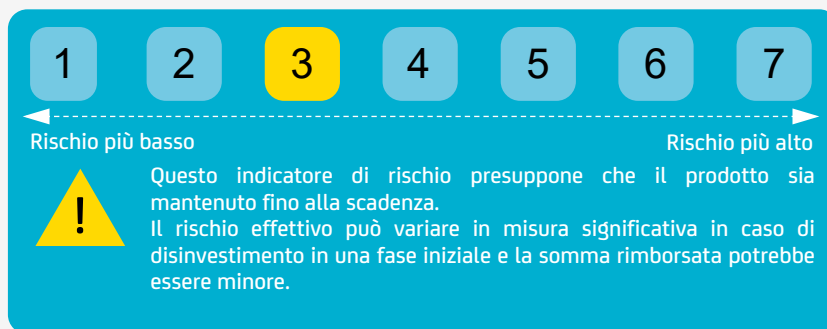 1 2 3 4 5 6 7
Rischio più basso Rischio più alto
!
Questo indicatore di rischio presuppone che il prodotto sia
mantenuto fino alla scadenza.
Il rischio effettivo può variare in misura significativa in caso di
disinvestimento in una fase iniziale e la somma rimborsata potrebbe
essere minore.